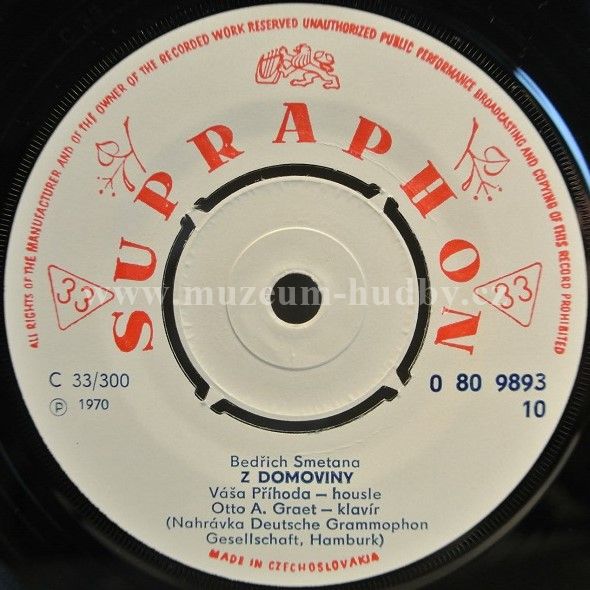 ALL RIGHTS OF THE MANUFACTURER AND OF THE OWNER OF THE RECORDED WORK RESERVED UNAUTHORIZED PUBLIC PERFORMANCE BROADCASTING AND COPYING OF THIS RECORD PROHIBITED
SUPRAPHON
33
33
www.muzeum-hudby.cz
C 33/300
0 80 9893
℗ 1970
10
Bedřich Smetana
Z DOMOVINY
Váša Příhoda – housle
Otto A. Graet – klavír
(Nahrávka Deutsche Grammophon
Gesellschaft, Hamburk)
MADE IN CZECHOSLOVAKIA